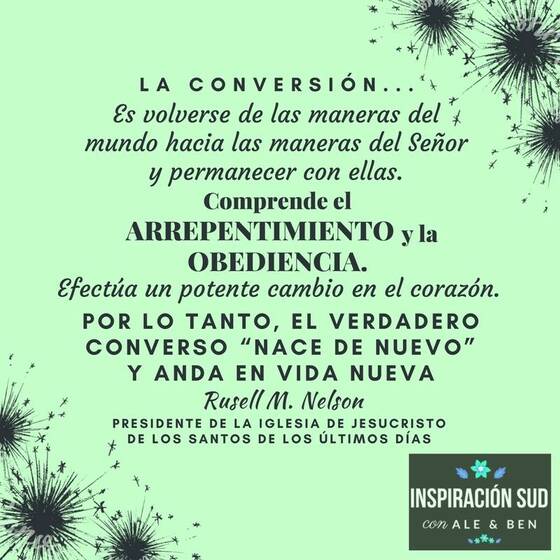 LA CONVERSIÓN...
Es volverse de las maneras del
mundo hacia las maneras del Señor
y permanecer con ellas.
Comprende el
ARREPENTIMIENTO y la
OBEDIENCIA.
Efectúa un potente cambio en el corazón.
POR LO TANTO, EL VERDADERO
CONVERSO “NACE DE NUEVO”
Y ANDA EN VIDA NUEVA
Rusell M. Nelson
PRESIDENTE DE LA IGLESIA DE JESUCRISTO
DE LOS SANTOS DE LOS ÚLTIMOS DÍAS
INSPIRACIÓN SUD
con ALE & BEN